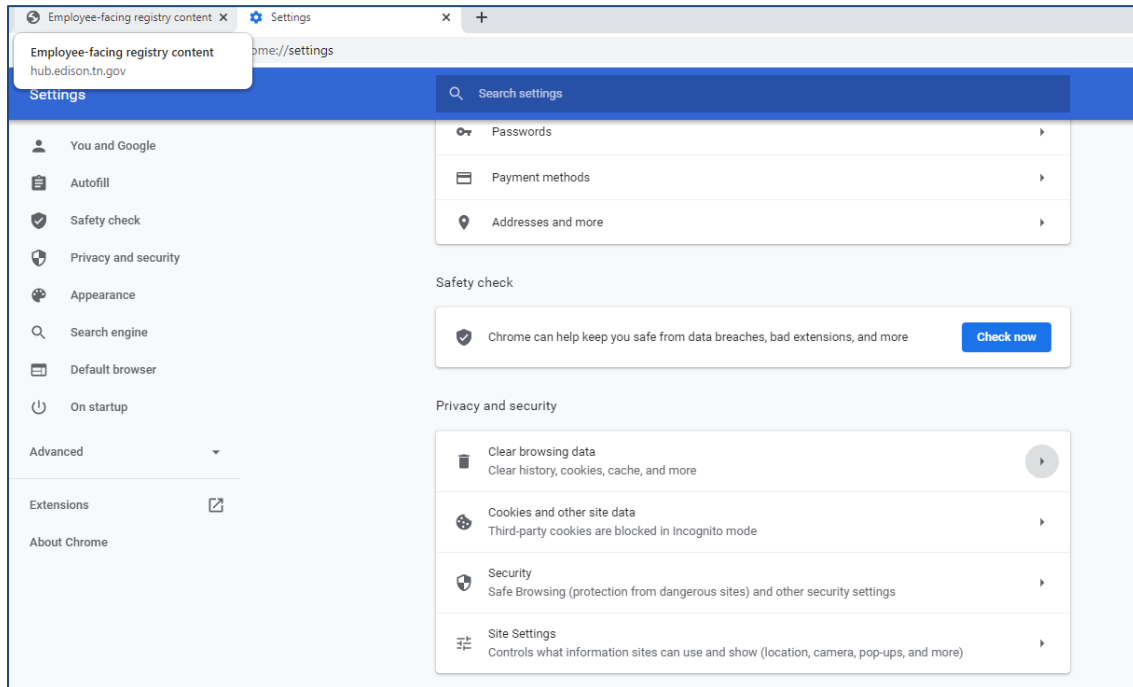 Employee-facing registry content
Settings
Employee-facing registry content
hub.edison.tn.gov
ome://settings
Settings
Search settings
You and Google
Autofill
Safety check
Privacy and security
Appearance
Search engine
Default browser
On startup
Advanced
Extensions
About Chrome
Passwords
Payment methods
Addresses and more
Safety check
Chrome can help keep you safe from data breaches, bad extensions, and more
Check now
Privacy and security
Clear browsing data
Clear history, cookies, cache, and more
Cookies and other site data
Third-party cookies are blocked in Incognito mode
Security
Safe Browsing (protection from dangerous sites) and other security settings
Site Settings
Controls what information sites can use and show (location, camera, pop-ups, and more)